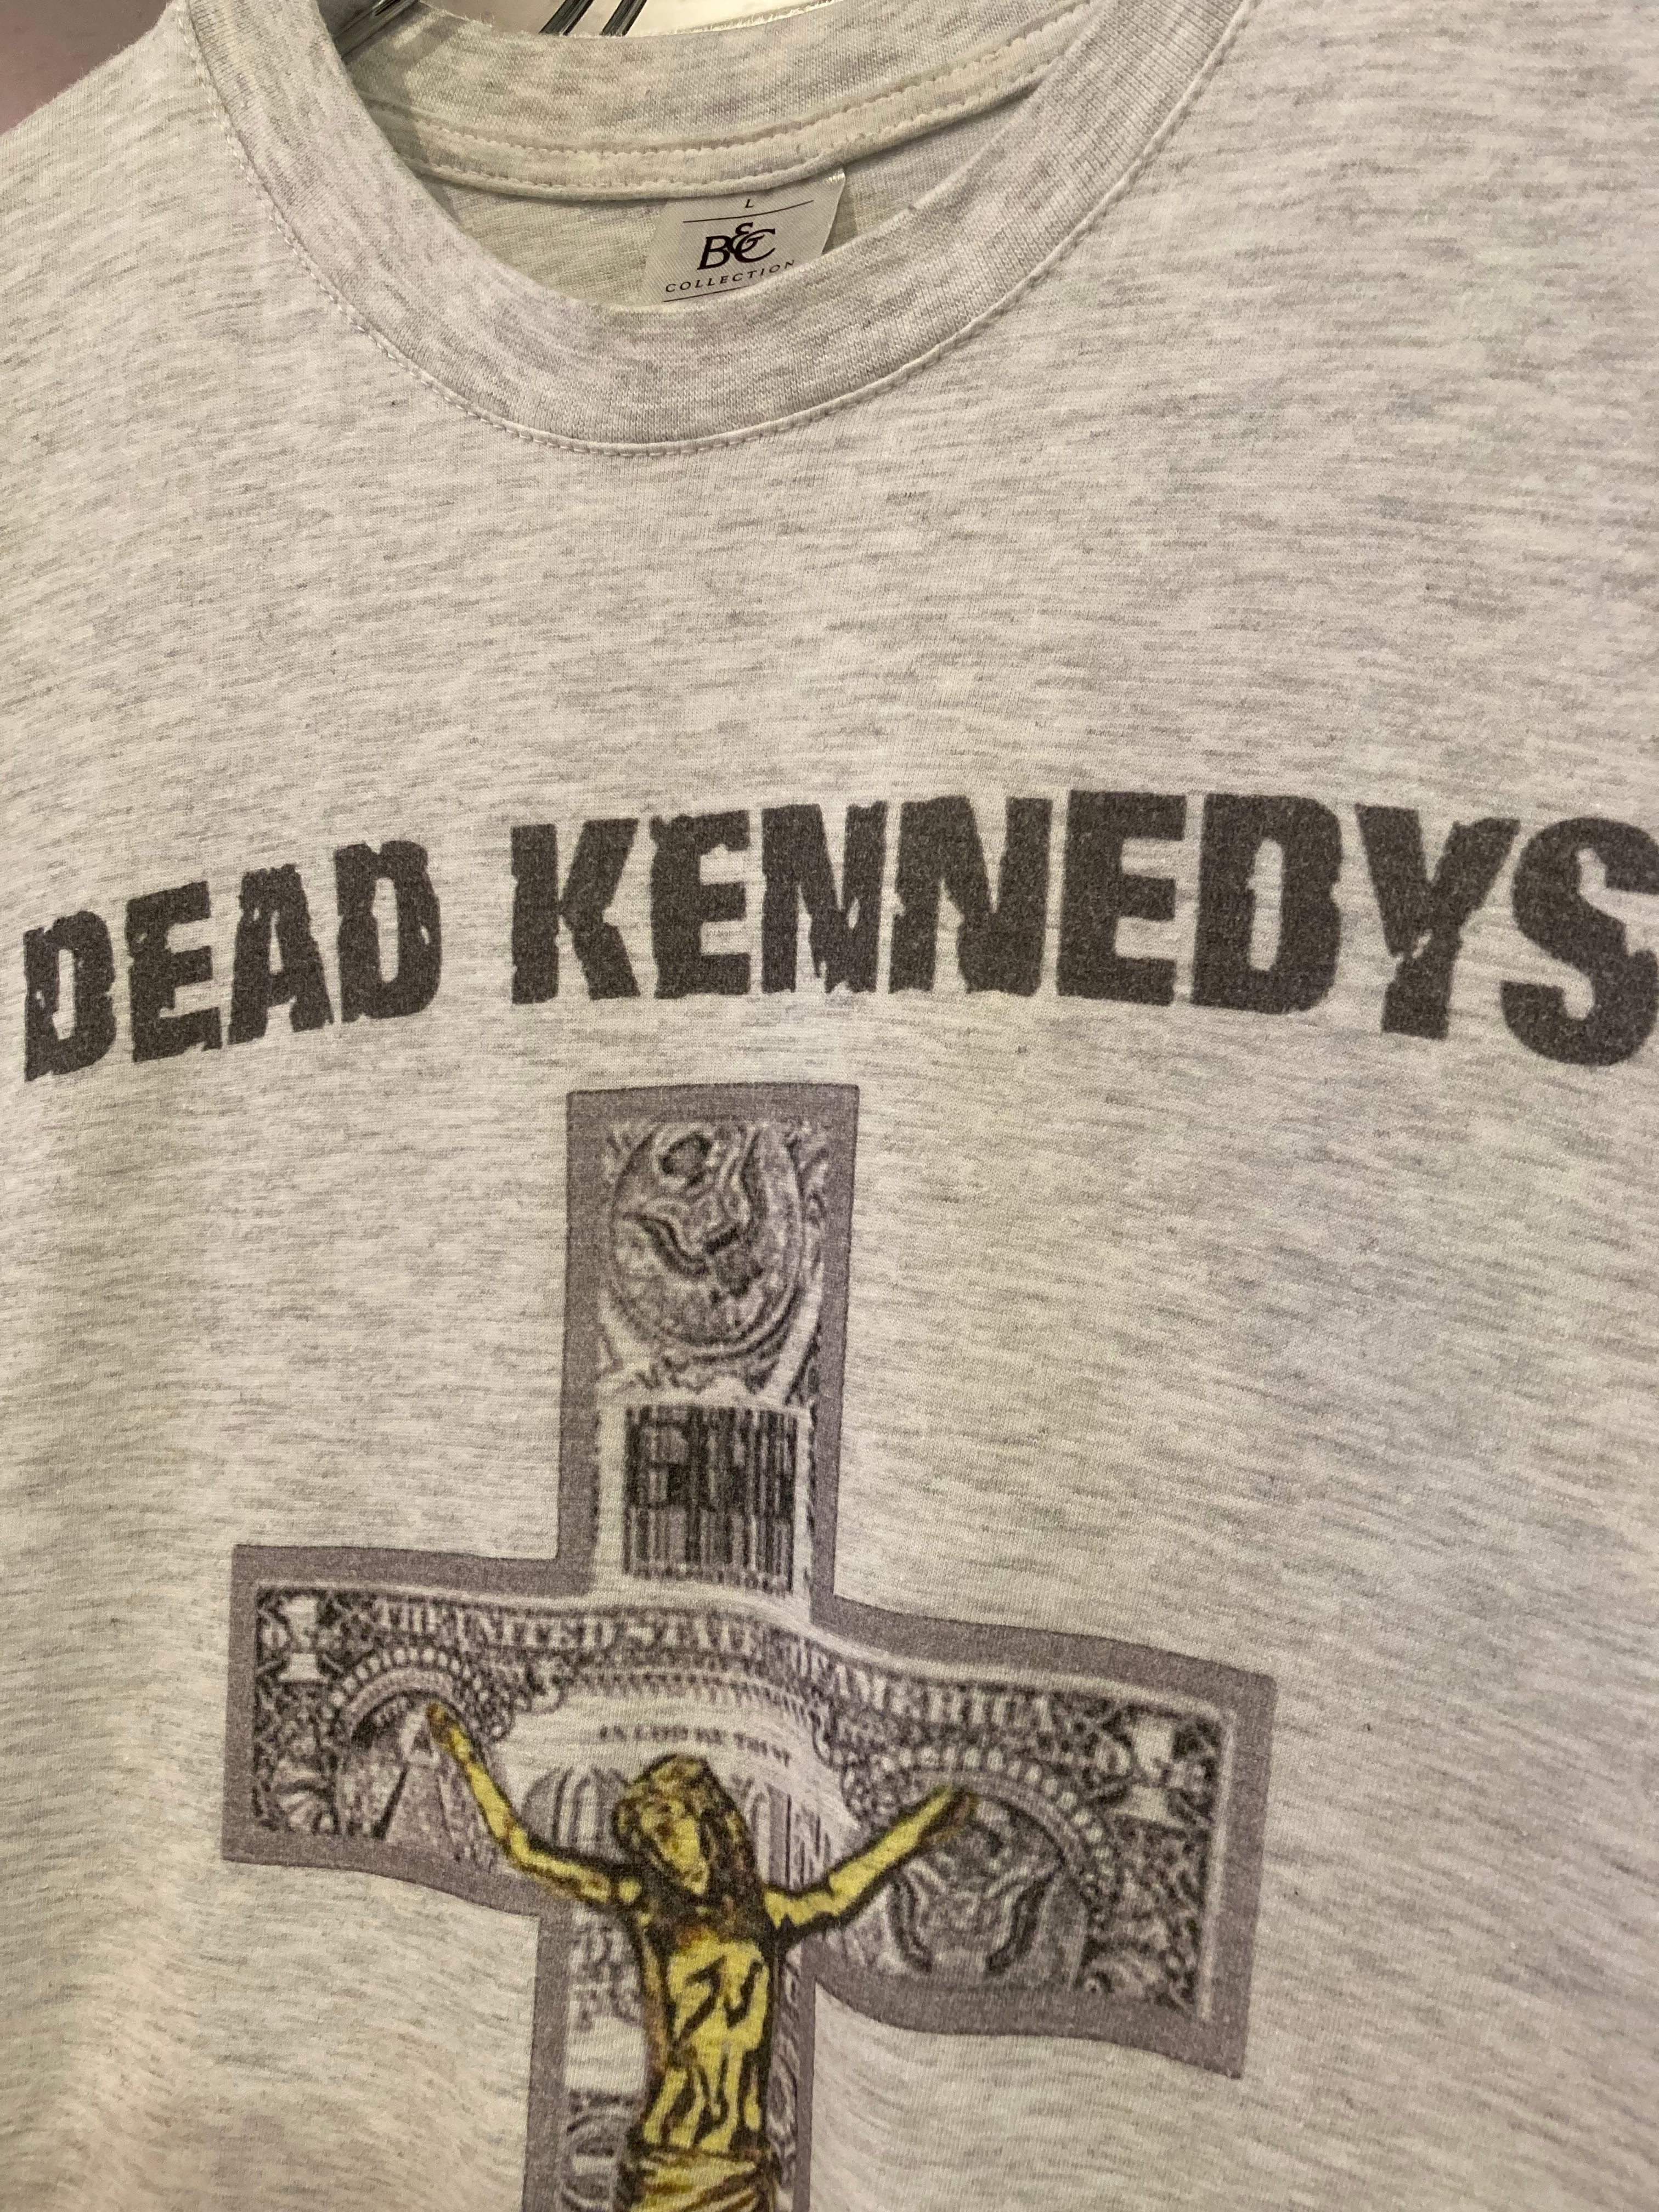 L
B&C
COLLECTION
DEAD KENNEDYS
THE UNITED STATES OF AMERICA
IN GOD WE TRUST